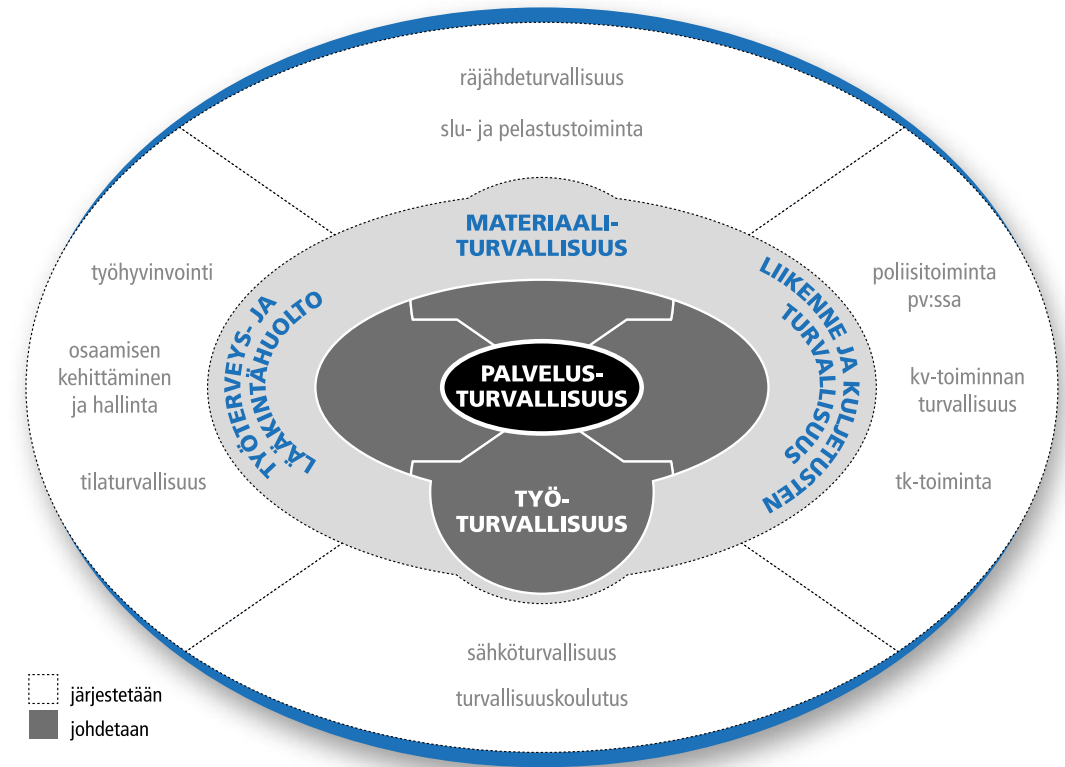 räjähdeturvallisuus
slu- ja pelastustoiminta
MATERIAALI-
TURVALLISUUS
työhyvinvointi
osaamisen
kehittäminen
ja hallinta
tilaturvallisuus
TYÖTERVEYS- JA
LÄÄKINTÄHUOLTO
PALVELUS-
TURVALLISUUS
LIIKENNE JA KULJETUSTEN
TURVALLISUUS
poliisitoiminta
pv:ssa
kv-toiminnan
turvallisuus
tk-toiminta
TYÖ-
TURVALLISUUS
sähköturvallisuus
turvallisuuskoulutus
järjestetään
johdetaan